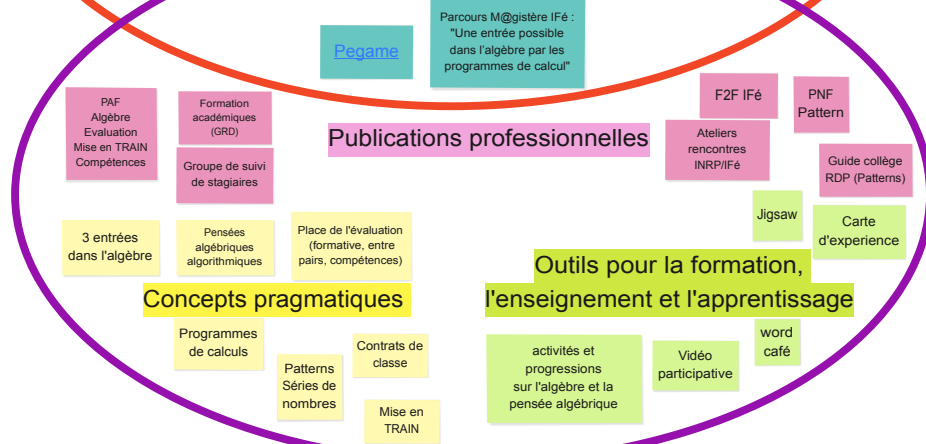 Pegame
Parcours M@gistère IFé :
"Une entrée possible
dans l'algèbre par les
programmes de calcul"
PAF
Algèbre
Evaluation
Mise en TRAIN
Compétences
Formation
académiques
(GRD)
Groupe de suivi
de stagiaires
Publications professionnelles
F2F IFé
PNF
Pattern
Ateliers
rencontres
INRP/IFé
Guide collège
RDP (Patterns)
Jigsaw
Carte
d'experience
3 entrées
dans l'algèbre
Pensées
algébriques
algorithmiques
Place de l'évaluation
(formative, entre
pairs, compétences)
Concepts pragmatiques
Outils pour la formation,
l'enseignement et l'apprentissage
Programmes
de calculs
Patterns
Séries de
nombres
Contrats de
classe
Mise en
TRAIN
activités et
progressions
sur l'algèbre et la
pensée algébrique
Vidéo
participative
word
café